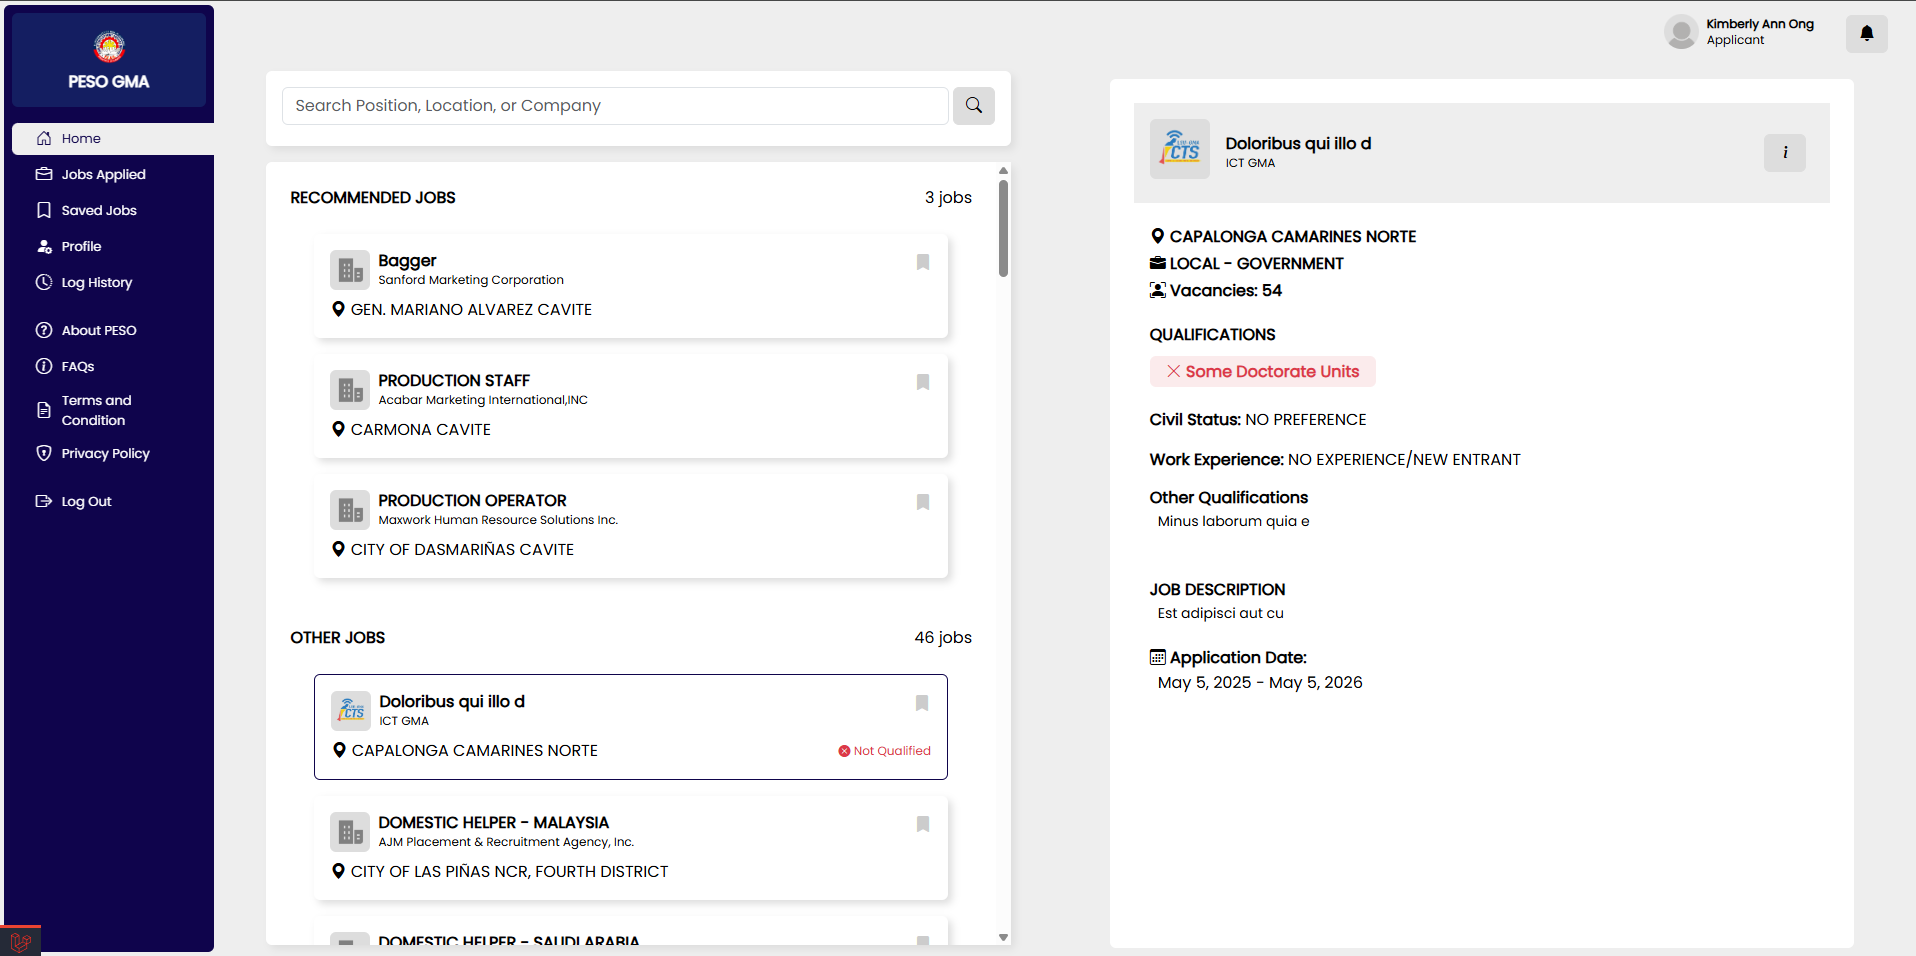 PESO GMA
Home
Jobs Applied
Saved Jobs
Profile
Log History
About PESO
FAQs
Terms and
Condition
Privacy Policy
Log Out
Kimberly Ann Ong
Applicant
Search Position, Location, or Company
RECOMMENDED JOBS
3 jobs
Bagger
Sanford Marketing Corporation
GEN. MARIANO ALVAREZ CAVITE
PRODUCTION STAFF
Acabar Marketing International,INC
CARMONA CAVITE
PRODUCTION OPERATOR
Maxwork Human Resource Solutions Inc.
CITY OF DASMARIÑAS CAVITE
OTHER JOBS
46 jobs
CTS
Doloribus qui illo d
ICT GMA
CAPALONGA CAMARINES NORTE
Not Qualified
DOMESTIC HELPER - MALAYSIA
AJM Placement & Recruitment Agency, Inc.
CITY OF LAS PIÑAS NCR, FOURTH DISTRICT
DOMESTIC HELPER - SAUDI ARABIA
CTS
Doloribus qui illo d
ICT GMA
i
CAPALONGA CAMARINES NORTE
LOCAL - GOVERNMENT
Vacancies: 54
QUALIFICATIONS
Some Doctorate Units
Civil Status: NO PREFERENCE
Work Experience: NO EXPERIENCE/NEW ENTRANT
Other Qualifications
Minus laborum quia e
JOB DESCRIPTION
Est adipisci aut cu
Application Date:
May 5, 2025 - May 5, 2026